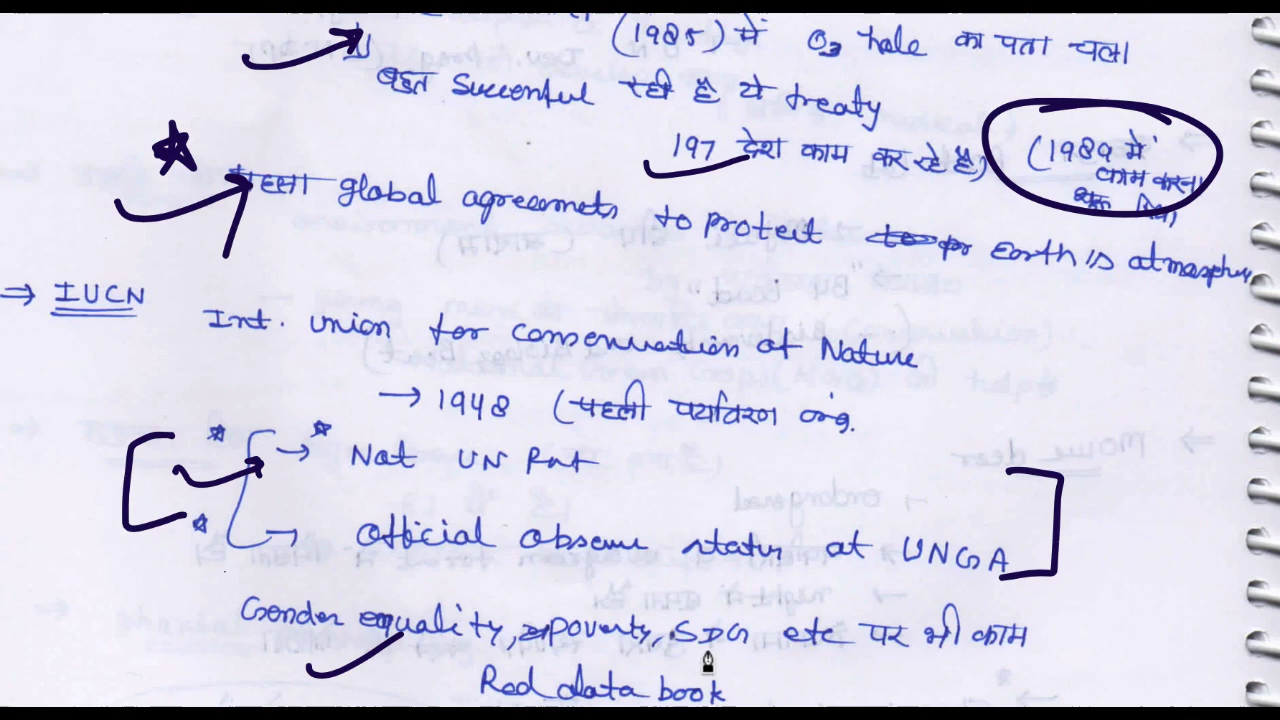 (1985) में O3 hole का पता चला
बहुत Successful रही है ये treaty
197 देश काम कर रहे है) (1989 में
काम करना
शुरू किया)
पहला global agreements to protect for Earth's atmosphere
⇒ IUCN
Int. union for conservation of Nature
→ 1948 (पहली पर्यावरण org.
→ Not UN Part
→ Official observe status at UNGA
Gender equality, poverty, SDG etc पर भी काम
Red data book